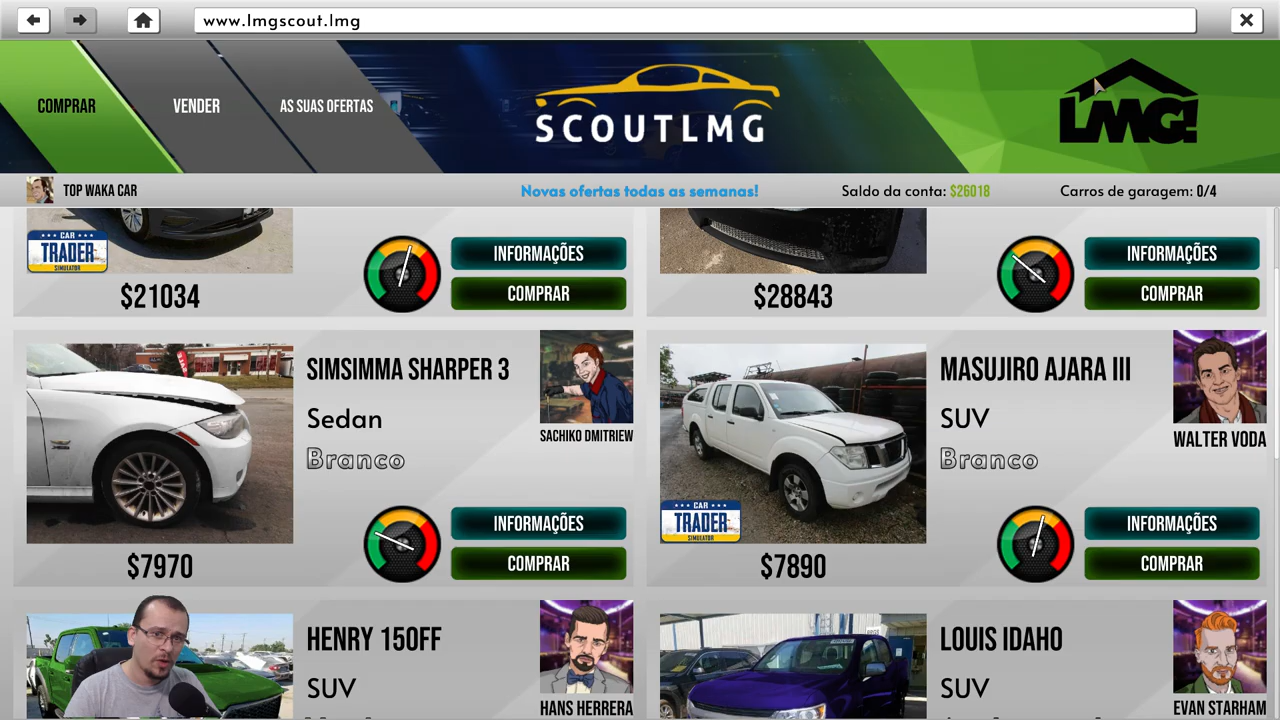 www.lmgscout.lmg
COMPRAR
VENDER
AS SUAS OFERTAS
SCOUTLMG
LMG!
TOP WAKA CAR
Novas ofertas todas as semanas!
Saldo da conta: $26018
Carros de garagem: 0/4
CAR
TRADER
SIMULATOR
$21034
INFORMAÇÕES
COMPRAR
$28843
INFORMAÇÕES
COMPRAR
SIMSIMMA SHARPER 3
Sedan
Branco
SACHIKO DMITRIEW
$7970
INFORMAÇÕES
COMPRAR
MASUJIRO AJARA III
SUV
Branco
WALTER VODA
CAR
TRADER
SIMULATOR
$7890
INFORMAÇÕES
COMPRAR
HENRY 150FF
SUV
HANS HERRERA
LOUIS IDAHO
SUV
EVAN STARHAM